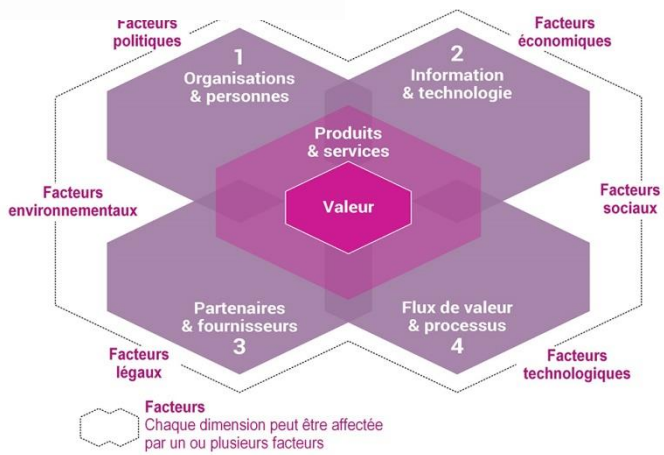 Facteurs
politiques
Facteurs
économiques
1
Organisations
& personnes
2
Information
& technologie
Produits
& services
Facteurs
environnementaux
Valeur
Facteurs
sociaux
Partenaires
& fournisseurs
3
Flux de valeur
& processus
4
Facteurs
légaux
Facteurs
technologiques
Facteurs
Chaque dimension peut être affectée
par un ou plusieurs facteurs